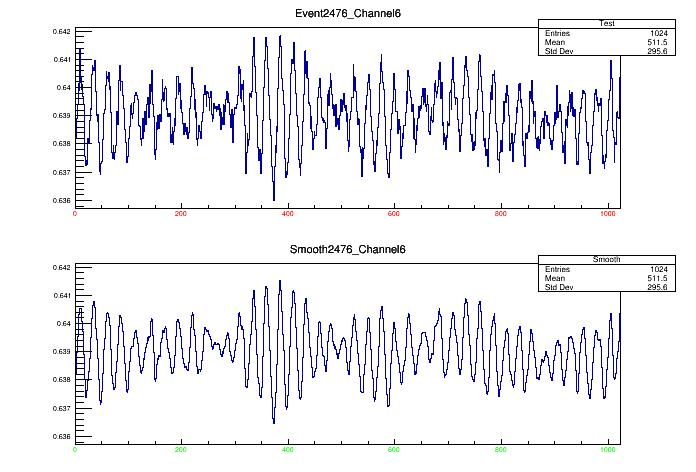 Event2476_Channel6
Test
Entries 1024
Mean 511.5
Std Dev 295.6
0.642
0.641
0.64
0.639
0.638
0.637
0.636
0 200 400 600 800 1000
Smooth2476_Channel6
Smooth
Entries 1024
Mean 511.5
Std Dev 295.6
0.642
0.641
0.64
0.639
0.638
0.637
0.636
0 200 400 600 800 1000